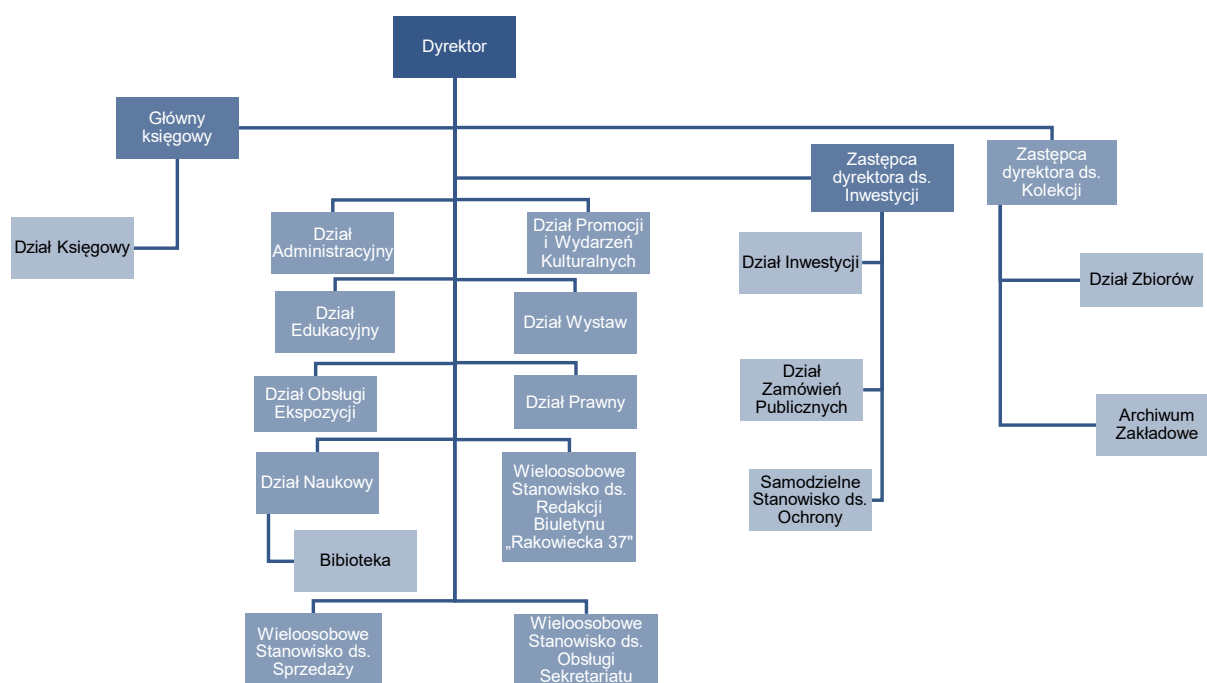 Dyrektor
Główny
księgowy
Zastępca
dyrektora ds.
Inwestycji
Zastępca
dyrektora ds.
Kolekcji
Dział Księgowy
Dział
Administracyjny
Dział Promocji
i Wydarzeń
Kulturalnych
Dział Inwestycji
Dział Zbiorów
Dział
Edukacyjny
Dział Wystaw
Dział
Zamówień
Publicznych
Dział Obsługi
Ekspozycji
Dział Prawny
Archiwum
Zakładowe
Dział Naukowy
Wieloosobowe
Stanowisko ds.
Redakcji
Biuletynu
„Rakowiecka 37"
Samodzielne
Stanowisko ds.
Ochrony
Bibioteka
Wieloosobowe
Stanowisko ds.
Sprzedaży
Wieloosobowe
Stanowisko ds.
Obsługi
Sekretariatu